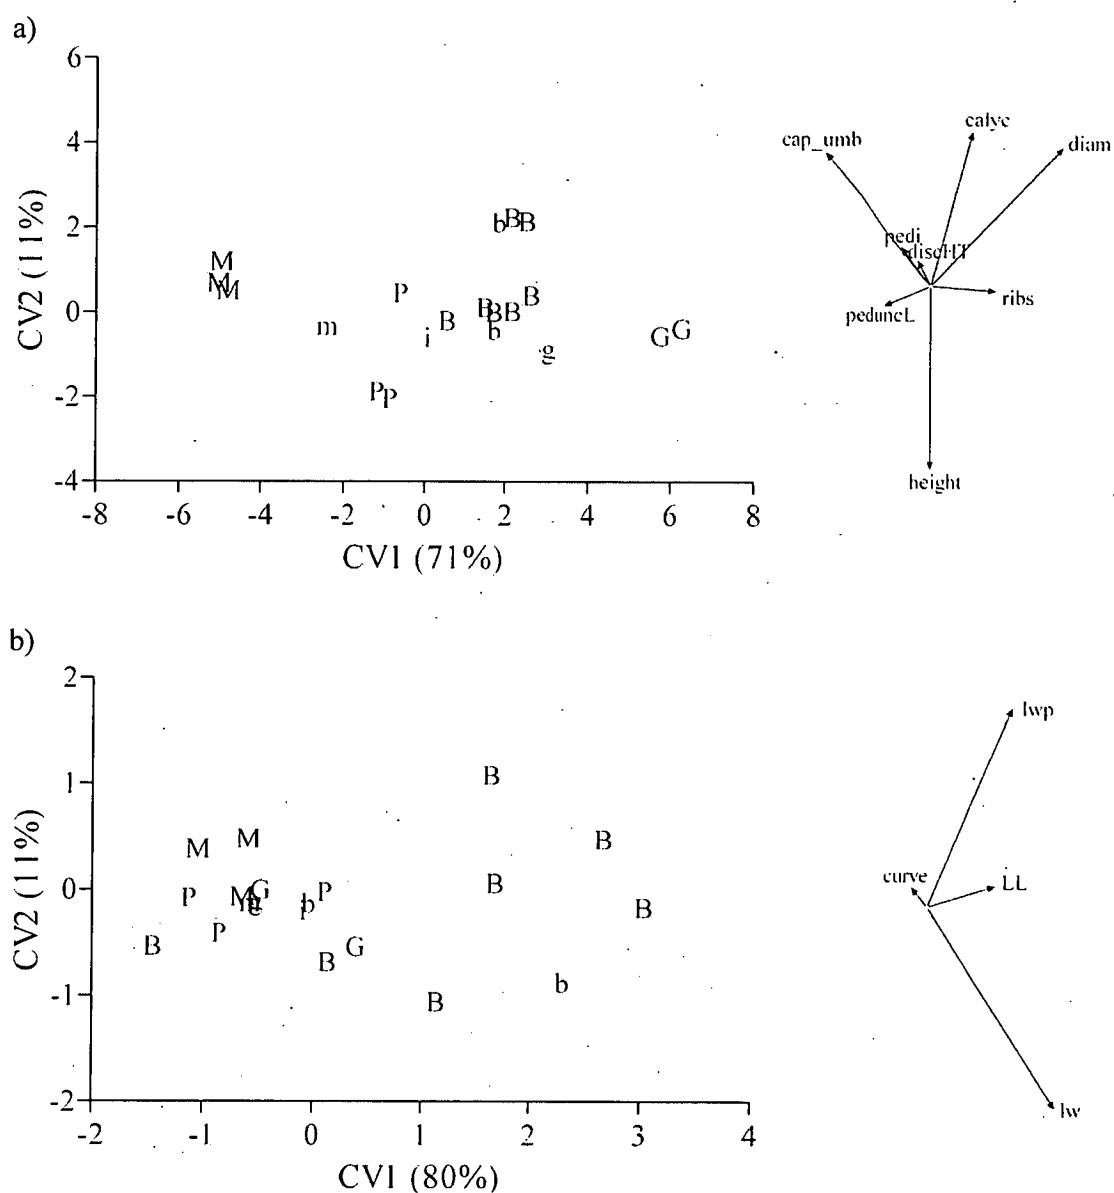 a)
6
4
2
0
-2
-4
CV2 (11%)
b B B
M
M
M
P
B
B
B B B
m
i
b
g
G G
P P
-8 -6 -4 -2 0 2 4 6 8
CV1 (71%)
cap_umb
calyc
diam
pedi
discHT
ribs
peduncL
height
b)
2
1
0
-1
-2
CV2 (11%)
B
B
M
M
B
P
M
G
P
B
b
P
B
B
G
b
B
-2 -1 0 1 2 3 4
CV1 (80%)
lwp
curve
LL
lw